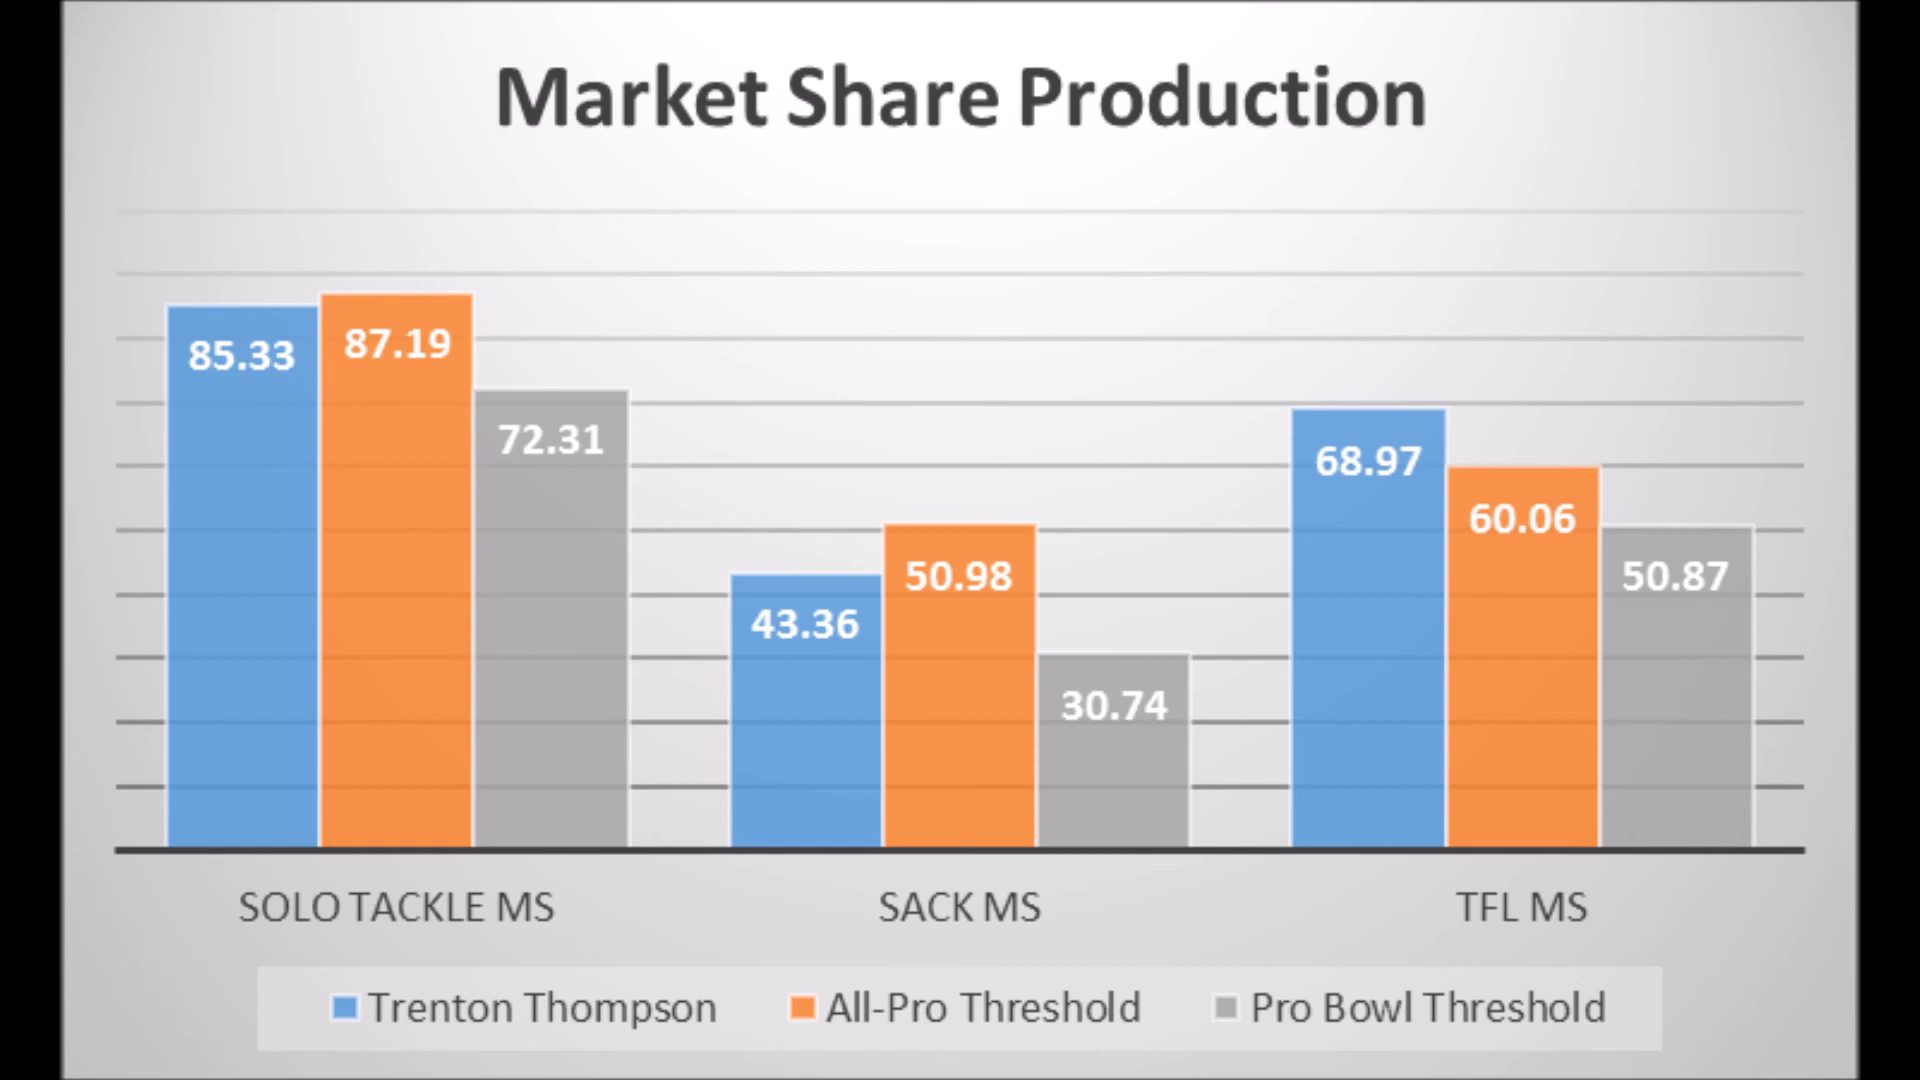 Market Share Production
85.33
87.19
72.31
43.36
50.98
30.74
68.97
60.06
50.87
SOLO TACKLE MS
SACK MS
TFL MS
Trenton Thompson
All-Pro Threshold
Pro Bowl Threshold